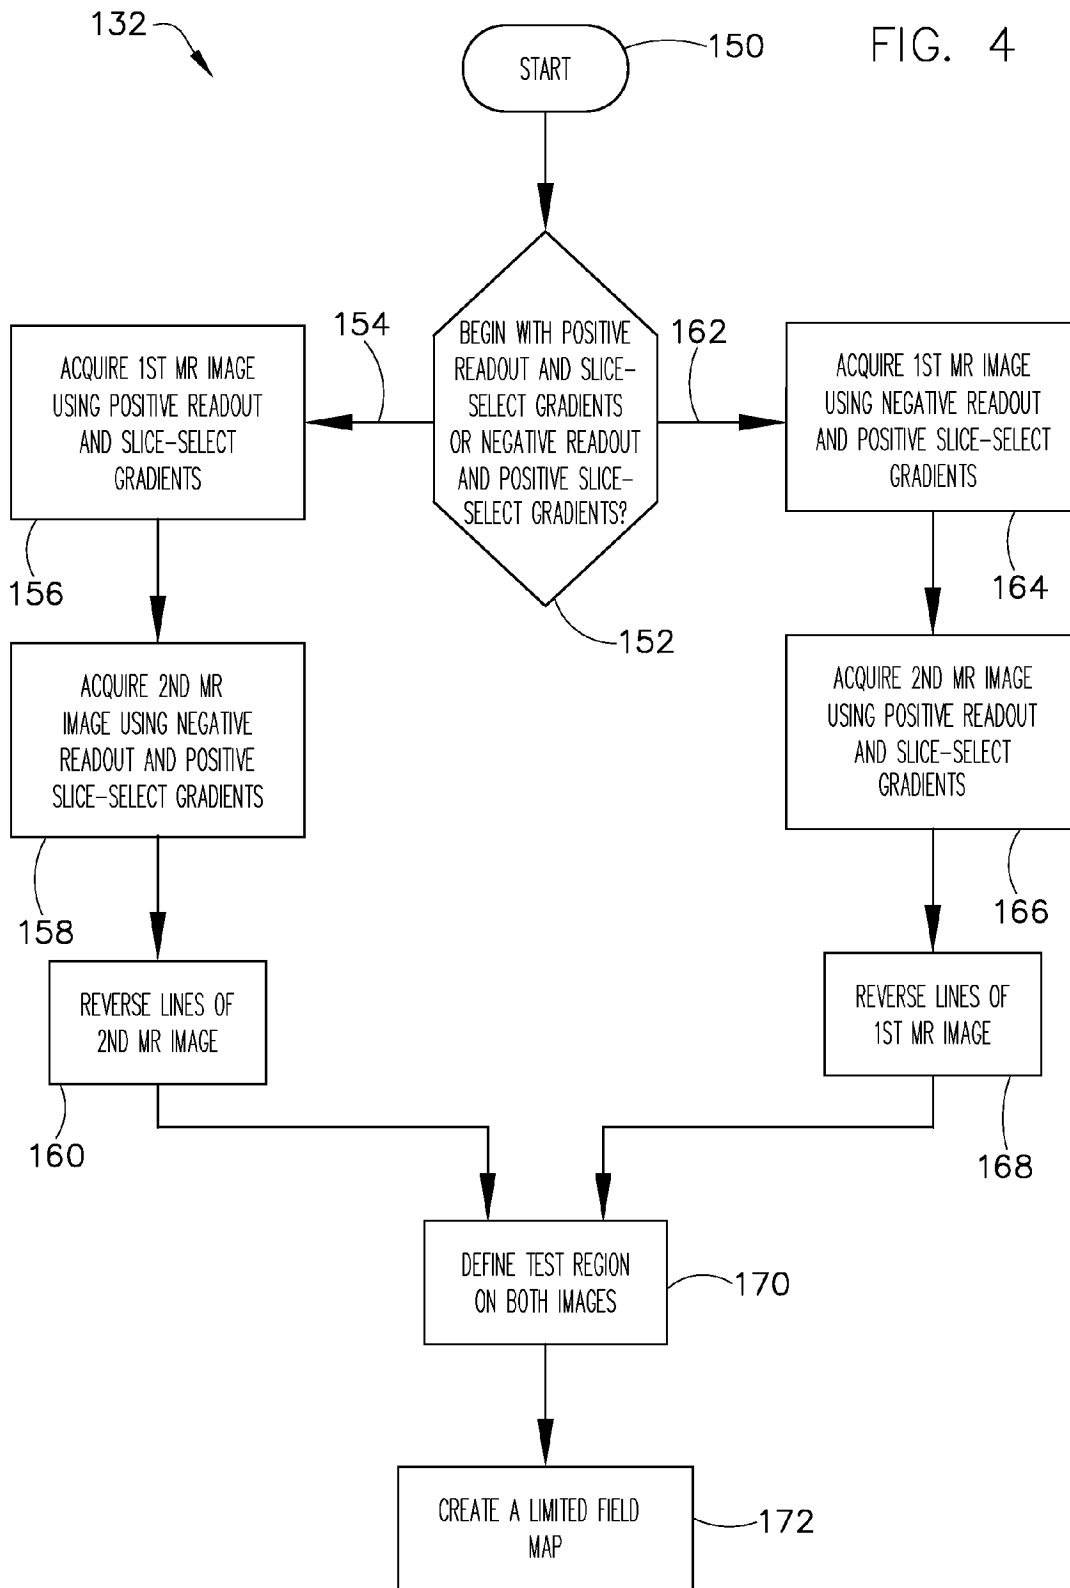 132
150
FIG. 4
START
154
162
BEGIN WITH POSITIVE
READOUT AND SLICE-
SELECT GRADIENTS
OR NEGATIVE READOUT
AND POSITIVE SLICE-
SELECT GRADIENTS?
152
ACQUIRE 1ST MR IMAGE
USING POSITIVE READOUT
AND SLICE-SELECT
GRADIENTS
156
ACQUIRE 1ST MR IMAGE
USING NEGATIVE READOUT
AND POSITIVE SLICE-SELECT
GRADIENTS
164
ACQUIRE 2ND MR
IMAGE USING NEGATIVE
READOUT AND POSITIVE
SLICE-SELECT GRADIENTS
158
ACQUIRE 2ND MR IMAGE
USING POSITIVE READOUT
AND SLICE-SELECT
GRADIENTS
166
REVERSE LINES OF
2ND MR IMAGE
160
REVERSE LINES OF
1ST MR IMAGE
168
DEFINE TEST REGION
ON BOTH IMAGES
170
CREATE A LIMITED FIELD
MAP
172